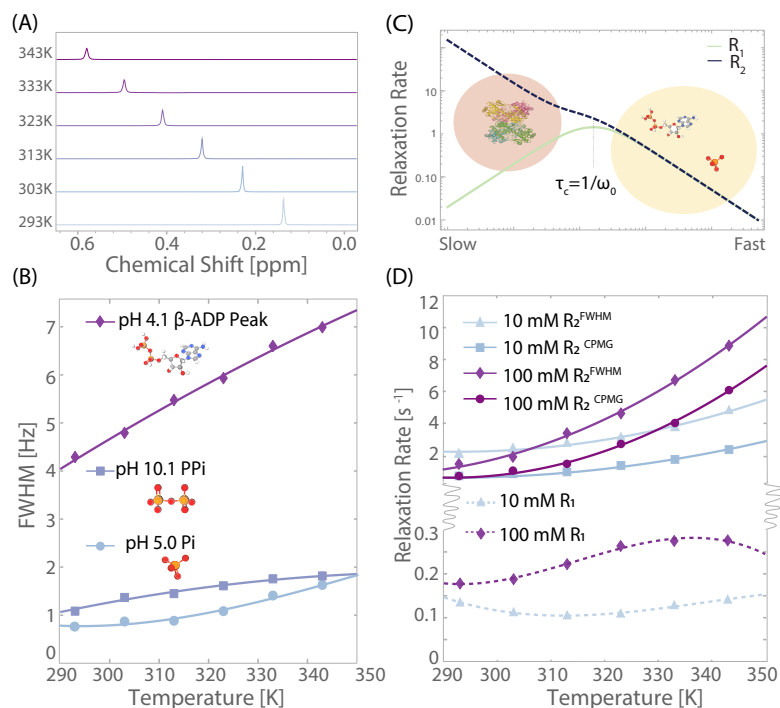 (A)
343K
333K
323K
313K
303K
293K
0.6
0.4
0.2
0.0
Chemical Shift [ppm]
(B)
FWHM [Hz]
7
6
5
4
3
2
1
0
pH 4.1 β-ADP Peak
pH 10.1 PPi
pH 5.0 Pi
290
300
310
320
330
340
350
Temperature [K]
(C)
Relaxation Rate
10
1
0.1
0.01
R1
R2
τc=1/ω0
Slow
Fast
(D)
Relaxation Rate [s-1]
12
10
8
6
4
2
0.3
0.2
0.1
0
10 mM R2FWHM
10 mM R2 CPMG
100 mM R2FWHM
100 mM R2 CPMG
10 mM R1
100 mM R1
290
300
310
320
330
340
350
Temperature [K]